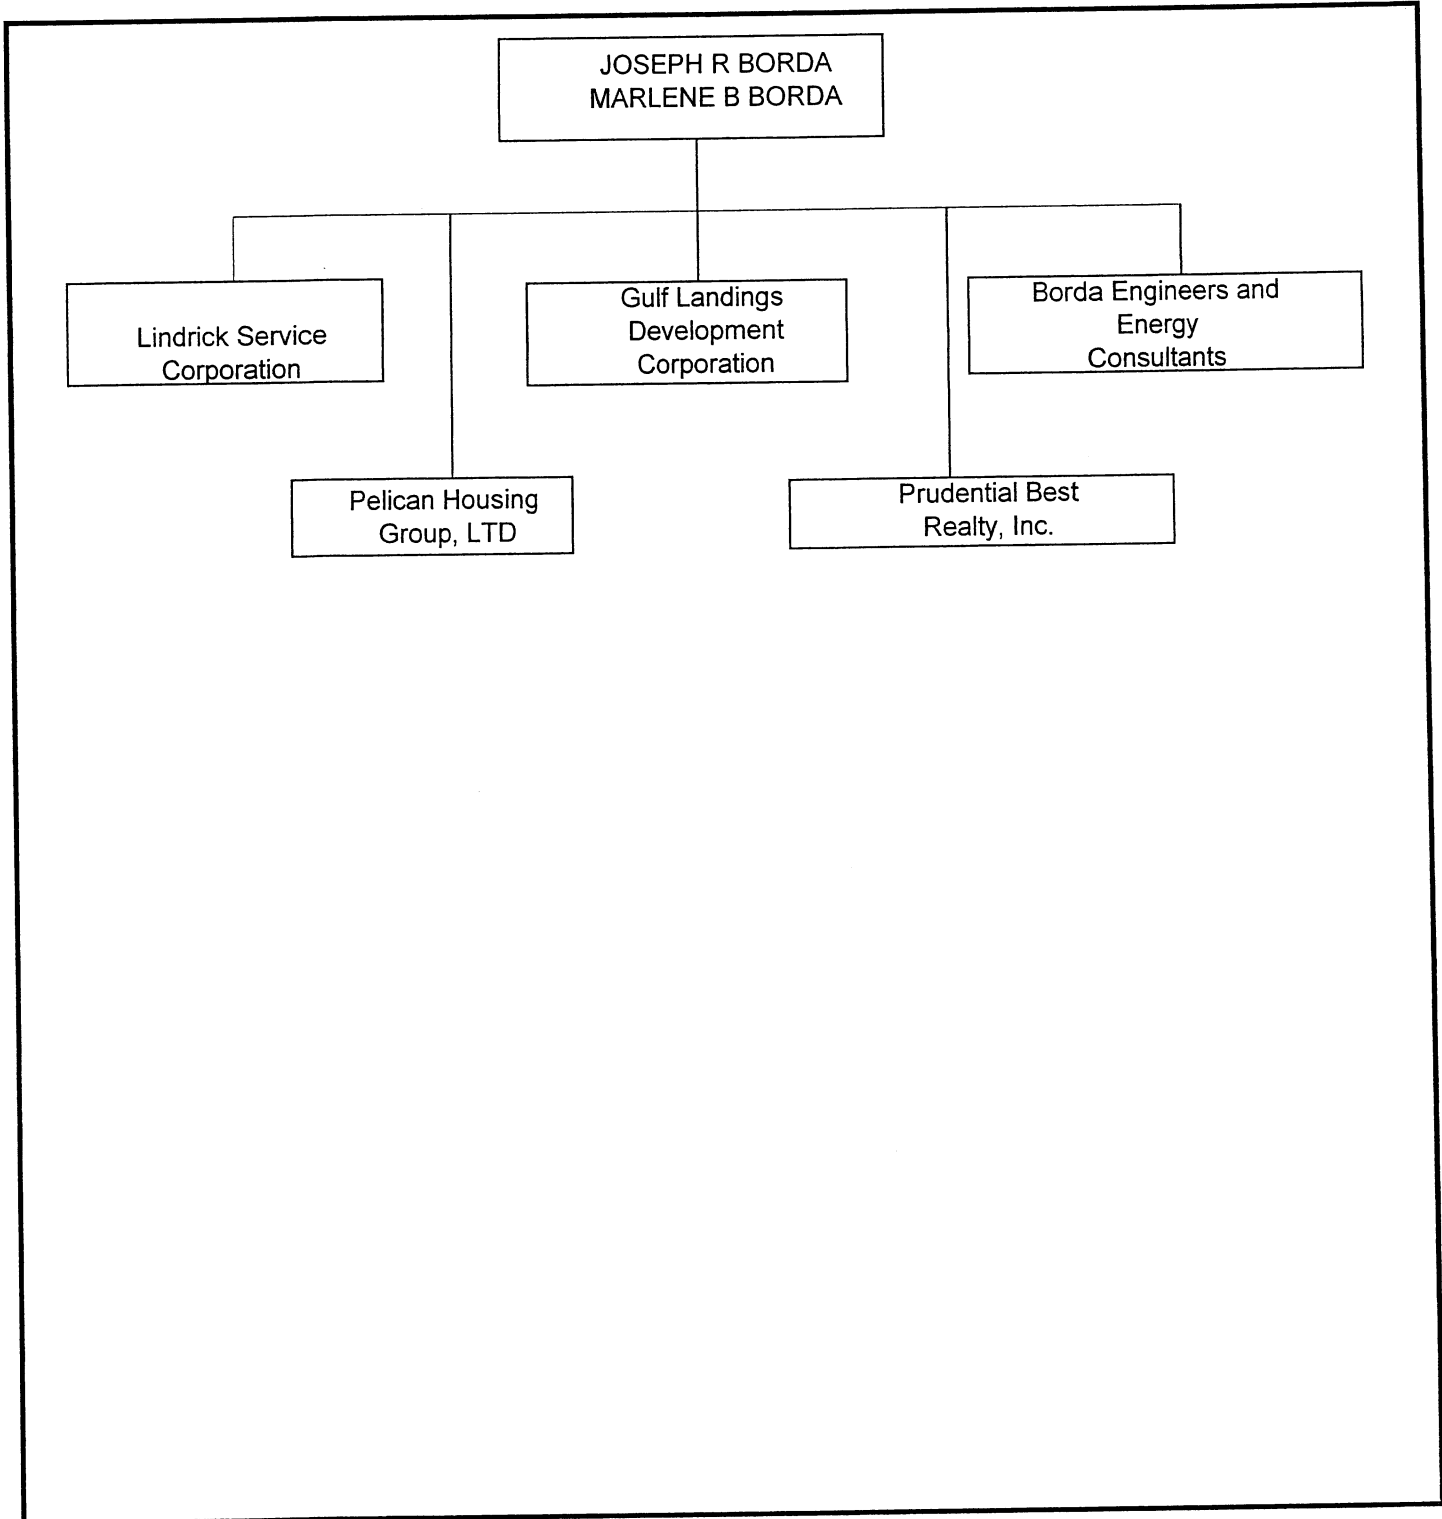 JOSEPH R BORDA
MARLENE B BORDA
Lindrick Service
Corporation
Gulf Landings
Development
Corporation
Borda Engineers and
Energy
Consultants
Pelican Housing
Group, LTD
Prudential Best
Realty, Inc.